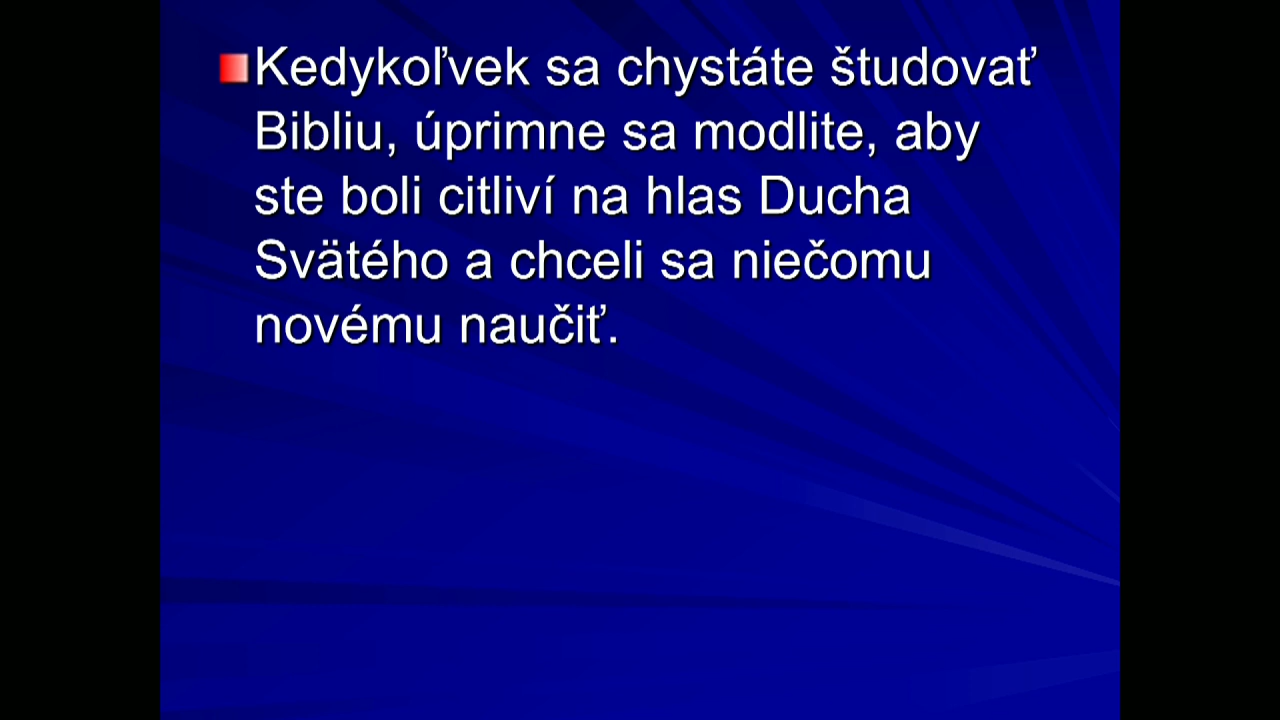 Kedykoľvek sa chystáte študovať
Bibliu, úprimne sa modlite, aby
ste boli citliví na hlas Ducha
Svätého a chceli sa niečomu
novému naučiť.